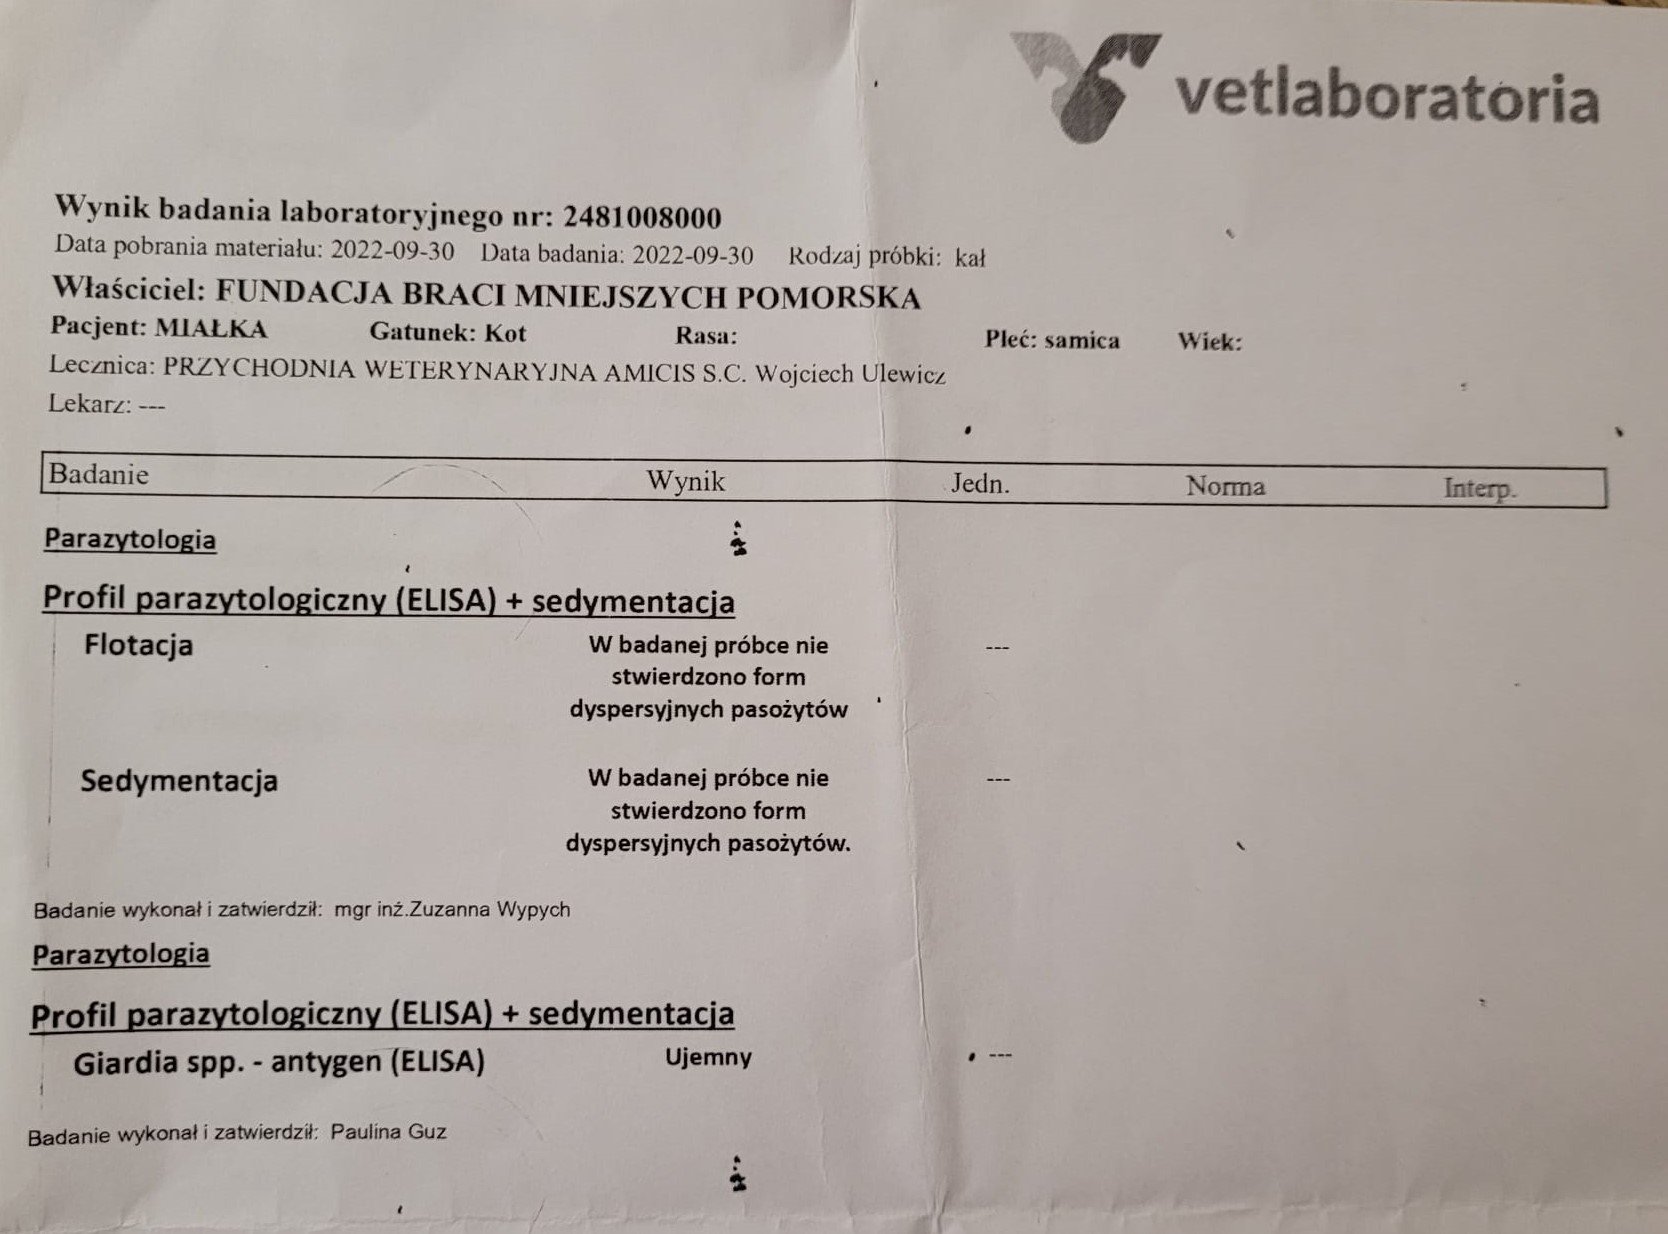 vetlaboratoria
Wynik badania laboratoryjnego nr: 2481008000
Data pobrania materiału: 2022-09-30 Data badania: 2022-09-30 Rodzaj próbki: kał
Właściciel: FUNDACJA BRACI MNIEJSZYCH POMORSKA
Pacjent: MIAŁKA Gatunek: Kot Rasa: Płeć: samica Wiek:
Lecznica: PRZYCHODNIA WETERYNARYJNA AMICIS S.C. Wojciech Ulewicz
Lekarz: ---
Badanie Wynik Jedn. Norma Interp.
Parazytologia
Profil parazytologiczny (ELISA) + sedymentacja
Flotacja W badanej próbce nie ---
stwierdzono form
dyspersyjnych pasożytów
Sedymentacja W badanej próbce nie ---
stwierdzono form
dyspersyjnych pasożytów.
Badanie wykonał i zatwierdził: mgr inż.Zuzanna Wypych
Parazytologia
Profil parazytologiczny (ELISA) + sedymentacja
Giardia spp. - antygen (ELISA) Ujemny ---
Badanie wykonał i zatwierdził: Paulina Guz